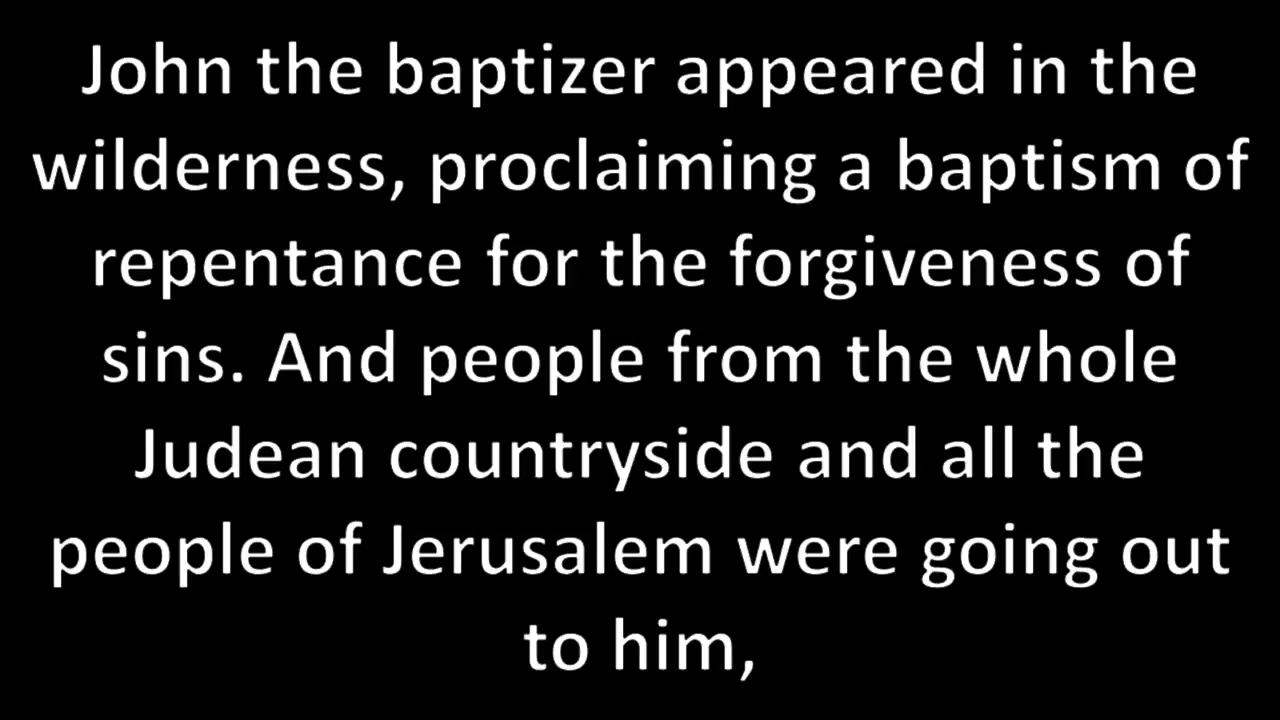 John the baptizer appeared in the
wilderness, proclaiming a baptism of
repentance for the forgiveness of
sins. And people from the whole
Judean countryside and all the
people of Jerusalem were going out
to him,